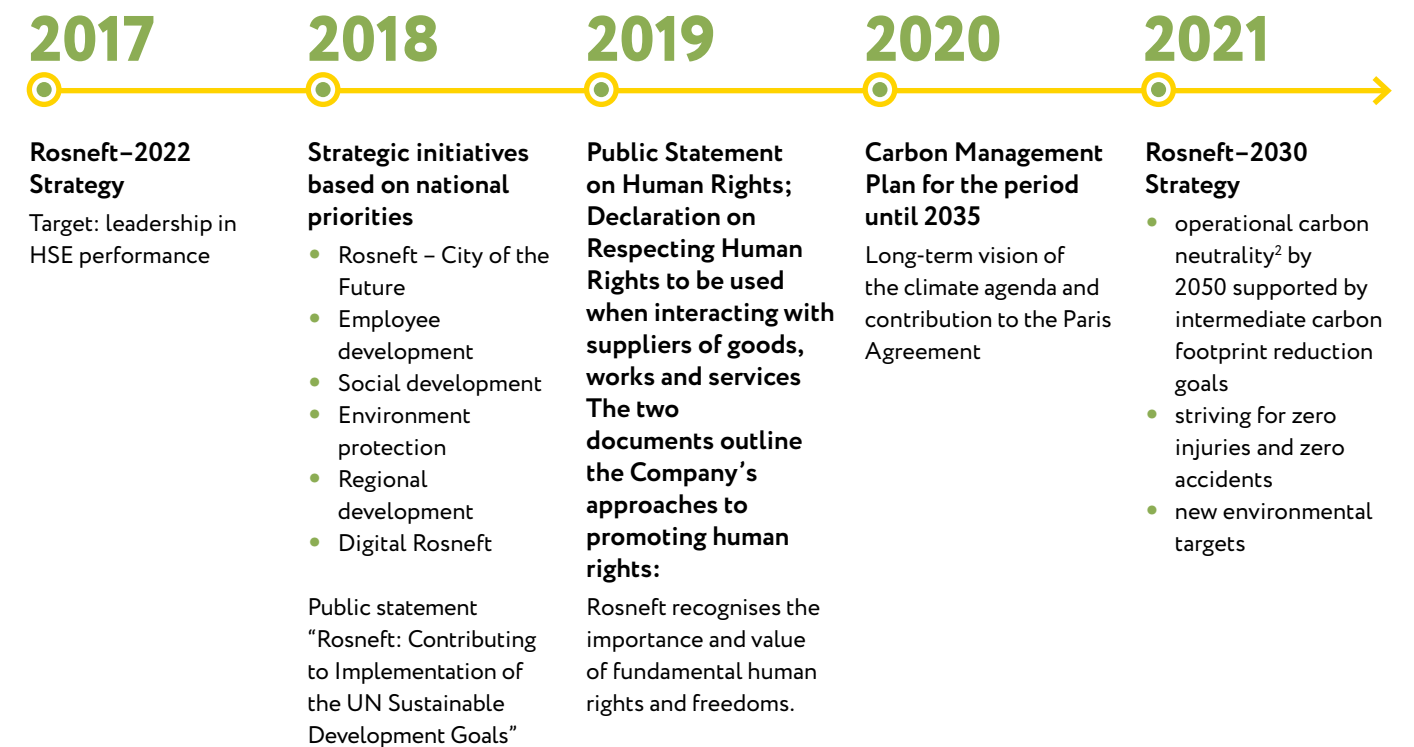 2017
Rosneft–2022
Strategy
Target: leadership in
HSE performance
2018
Strategic initiatives
based on national
priorities
• Rosneft – City of the
Future
• Employee
development
• Social development
• Environment
protection
• Regional
development
• Digital Rosneft
Public statement
“Rosneft: Contributing
to Implementation of
the UN Sustainable
Development Goals”
2019
Public Statement
on Human Rights;
Declaration on
Respecting Human
Rights to be used
when interacting with
suppliers of goods,
works and services
The two
documents outline
the Company’s
approaches to
promoting human
rights:
Rosneft recognises the
importance and value
of fundamental human
rights and freedoms.
2020
Carbon Management
Plan for the period
until 2035
Long-term vision of
the climate agenda and
contribution to the Paris
Agreement
2021
Rosneft–2030
Strategy
• operational carbon
neutrality² by
2050 supported by
intermediate carbon
footprint reduction
goals
• striving for zero
injuries and zero
accidents
• new environmental
targets